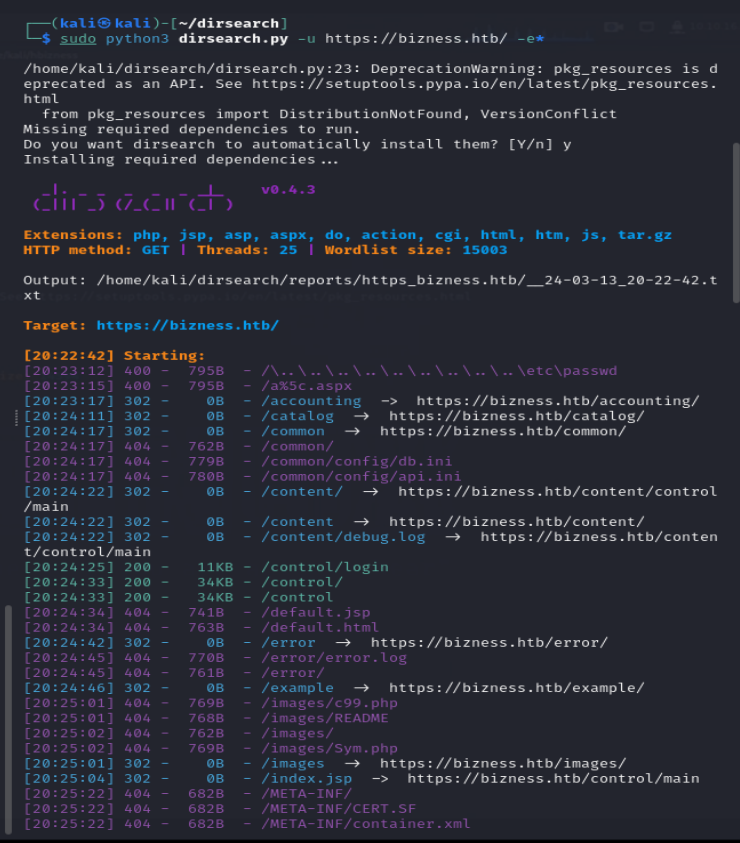 ┌──(kali㉿kali)-[~/dirsearch]
└─$ sudo python3 dirsearch.py -u https://bizness.htb/ -e*
/home/kali/dirsearch/dirsearch.py:23: DeprecationWarning: pkg_resources is d
eprecated as an API. See https://setuptools.pypa.io/en/latest/pkg_resources.
html
from pkg_resources import DistributionNotFound, VersionConflict
Missing required dependencies to run.
Do you want dirsearch to automatically install them? [Y/n] y
Installing required dependencies...
v0.4.3
Extensions: php, jsp, asp, aspx, do, action, cgi, html, htm, js, tar.gz
HTTP method: GET | Threads: 25 | Wordlist size: 15003
Output: /home/kali/dirsearch/reports/https_bizness.htb/__24-03-13_20-22-42.t
xt
Target: https://bizness.htb/
[20:22:42] Starting:
[20:23:12] 400 - 795B - /\..\..\..\..\..\..\..\..\..\etc\passwd
[20:23:15] 400 - 795B - /a%5c.aspx
[20:23:17] 302 - 0B - /accounting -> https://bizness.htb/accounting/
[20:24:11] 302 - 0B - /catalog -> https://bizness.htb/catalog/
[20:24:17] 302 - 0B - /common -> https://bizness.htb/common/
[20:24:17] 404 - 762B - /common/
[20:24:17] 404 - 779B - /common/config/db.ini
[20:24:17] 404 - 780B - /common/config/api.ini
[20:24:22] 302 - 0B - /content/ -> https://bizness.htb/content/control
/main
[20:24:22] 302 - 0B - /content -> https://bizness.htb/content/
[20:24:22] 302 - 0B - /content/debug.log -> https://bizness.htb/conten
t/control/main
[20:24:25] 200 - 11KB - /control/login
[20:24:33] 200 - 34KB - /control/
[20:24:33] 200 - 34KB - /control
[20:24:34] 404 - 741B - /default.jsp
[20:24:34] 404 - 763B - /default.html
[20:24:42] 302 - 0B - /error -> https://bizness.htb/error/
[20:24:45] 404 - 770B - /error/error.log
[20:24:45] 404 - 761B - /error/
[20:24:46] 302 - 0B - /example -> https://bizness.htb/example/
[20:25:01] 404 - 769B - /images/c99.php
[20:25:01] 404 - 768B - /images/README
[20:25:02] 404 - 762B - /images/
[20:25:02] 404 - 769B - /images/Sym.php
[20:25:01] 302 - 0B - /images -> https://bizness.htb/images/
[20:25:04] 302 - 0B - /index.jsp -> https://bizness.htb/control/main
[20:25:22] 404 - 682B - /META-INF/
[20:25:22] 404 - 682B - /META-INF/CERT.SF
[20:25:22] 404 - 682B - /META-INF/container.xml